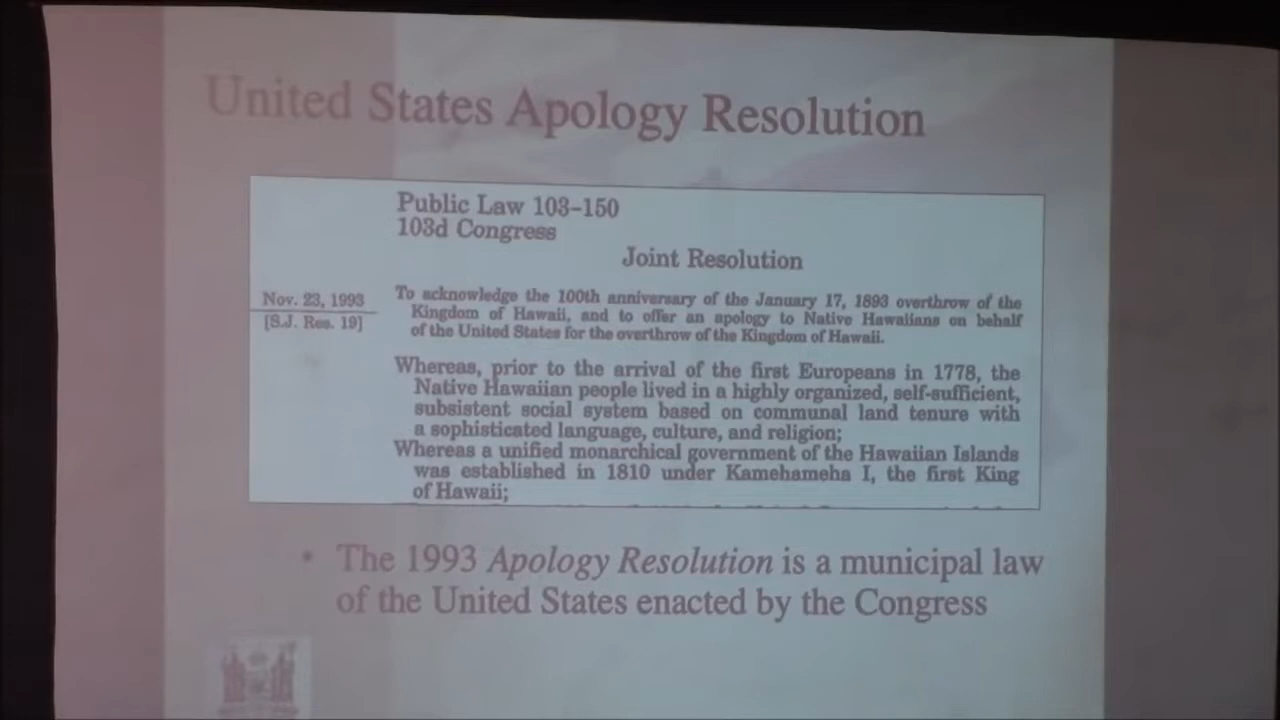 United States Apology Resolution
Public Law 103–150
103d Congress
Joint Resolution
Nov. 23, 1993
[S.J. Res. 19]
To acknowledge the 100th anniversary of the January 17, 1893 overthrow of the
Kingdom of Hawaii, and to offer an apology to Native Hawaiians on behalf
of the United States for the overthrow of the Kingdom of Hawaii.
Whereas, prior to the arrival of the first Europeans in 1778, the
Native Hawaiian people lived in a highly organized, self-sufficient,
subsistent social system based on communal land tenure with
a sophisticated language, culture, and religion;
Whereas a unified monarchical government of the Hawaiian Islands
was established in 1810 under Kamehameha I, the first King
of Hawaii;
• The 1993 Apology Resolution is a municipal law
of the United States enacted by the Congress